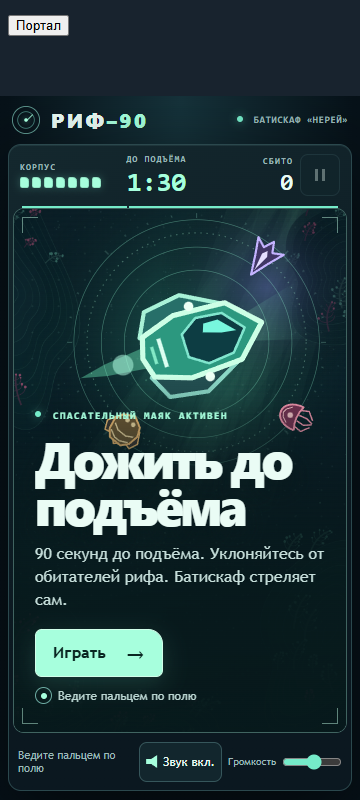 Портал
РИФ–90
БАТИСКАФ «НЕРЕЙ»
КОРПУС
ДО ПОДЪЁМА
1:30
СБИТО
0
СПАСАТЕЛЬНЫЙ МАЯК АКТИВЕН
Дожить до
подъёма
90 секунд до подъёма. Уклоняйтесь от
обитателей рифа. Батискаф стреляет
сам.
Играть →
Ведите пальцем по полю
Ведите пальцем по
полю
Звук вкл.
Громкость